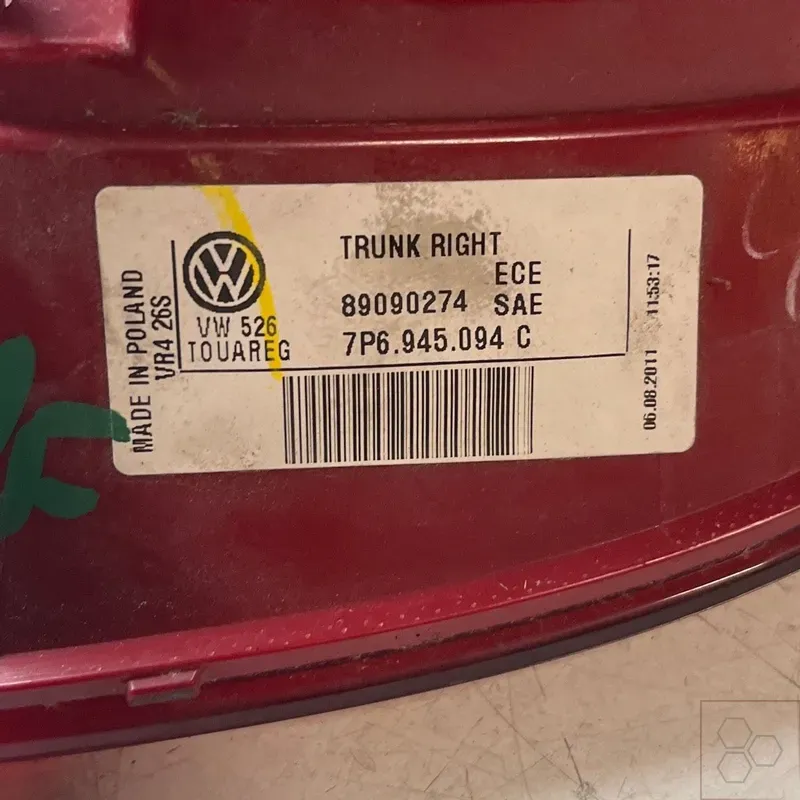 MADE IN POLAND
VR4 26S
VW 526
TOUAREG
TRUNK RIGHT
ECE
89090274 SAE
7P6.945.094 C
06.08.2011 11:53:17